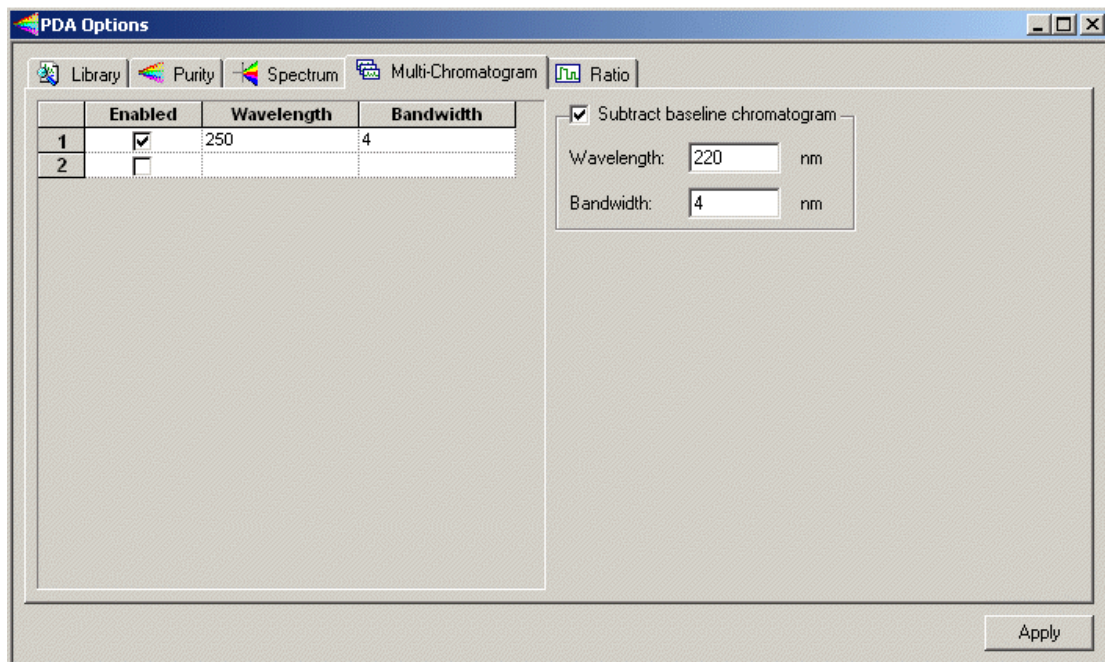 PDA Options
Library Purity Spectrum Multi-Chromatogram Ratio
Enabled Wavelength Bandwidth
1 250 4
2
Subtract baseline chromatogram
Wavelength: 220 nm
Bandwidth: 4 nm
Apply